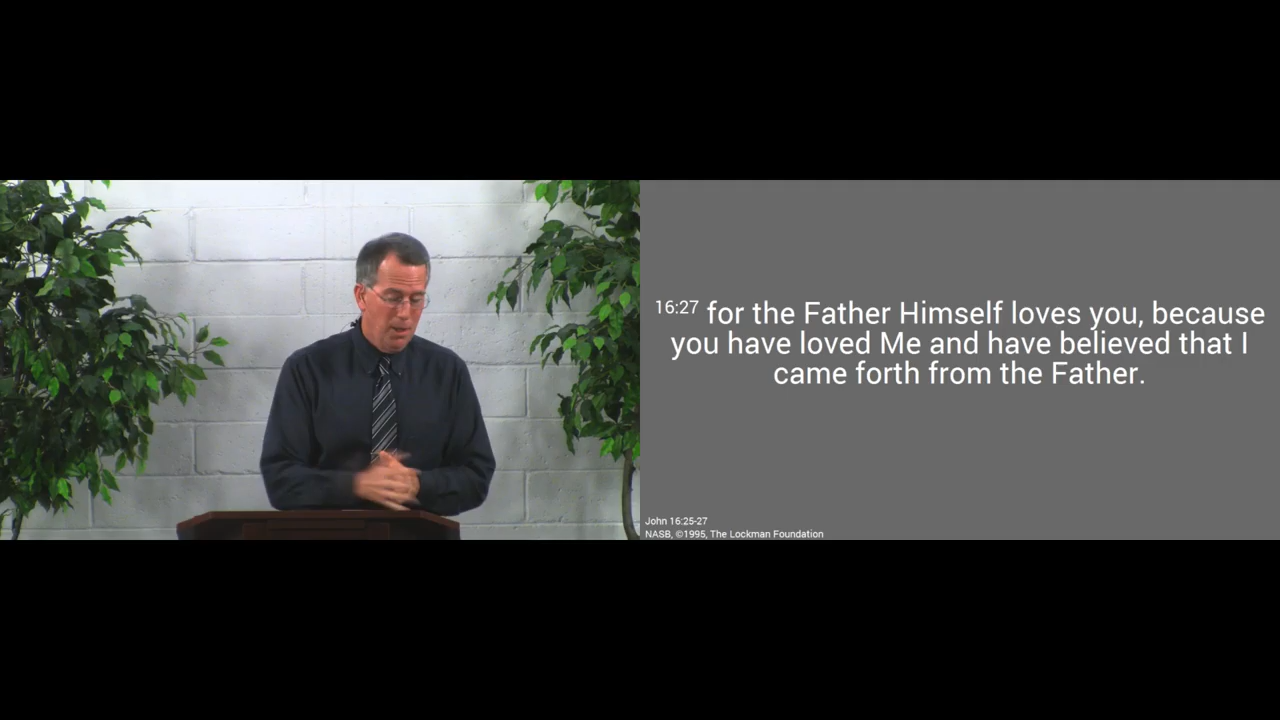 16:27 for the Father Himself loves you, because
you have loved Me and have believed that I
came forth from the Father.
John 16:25-27
NASB, ©1995, The Lockman Foundation